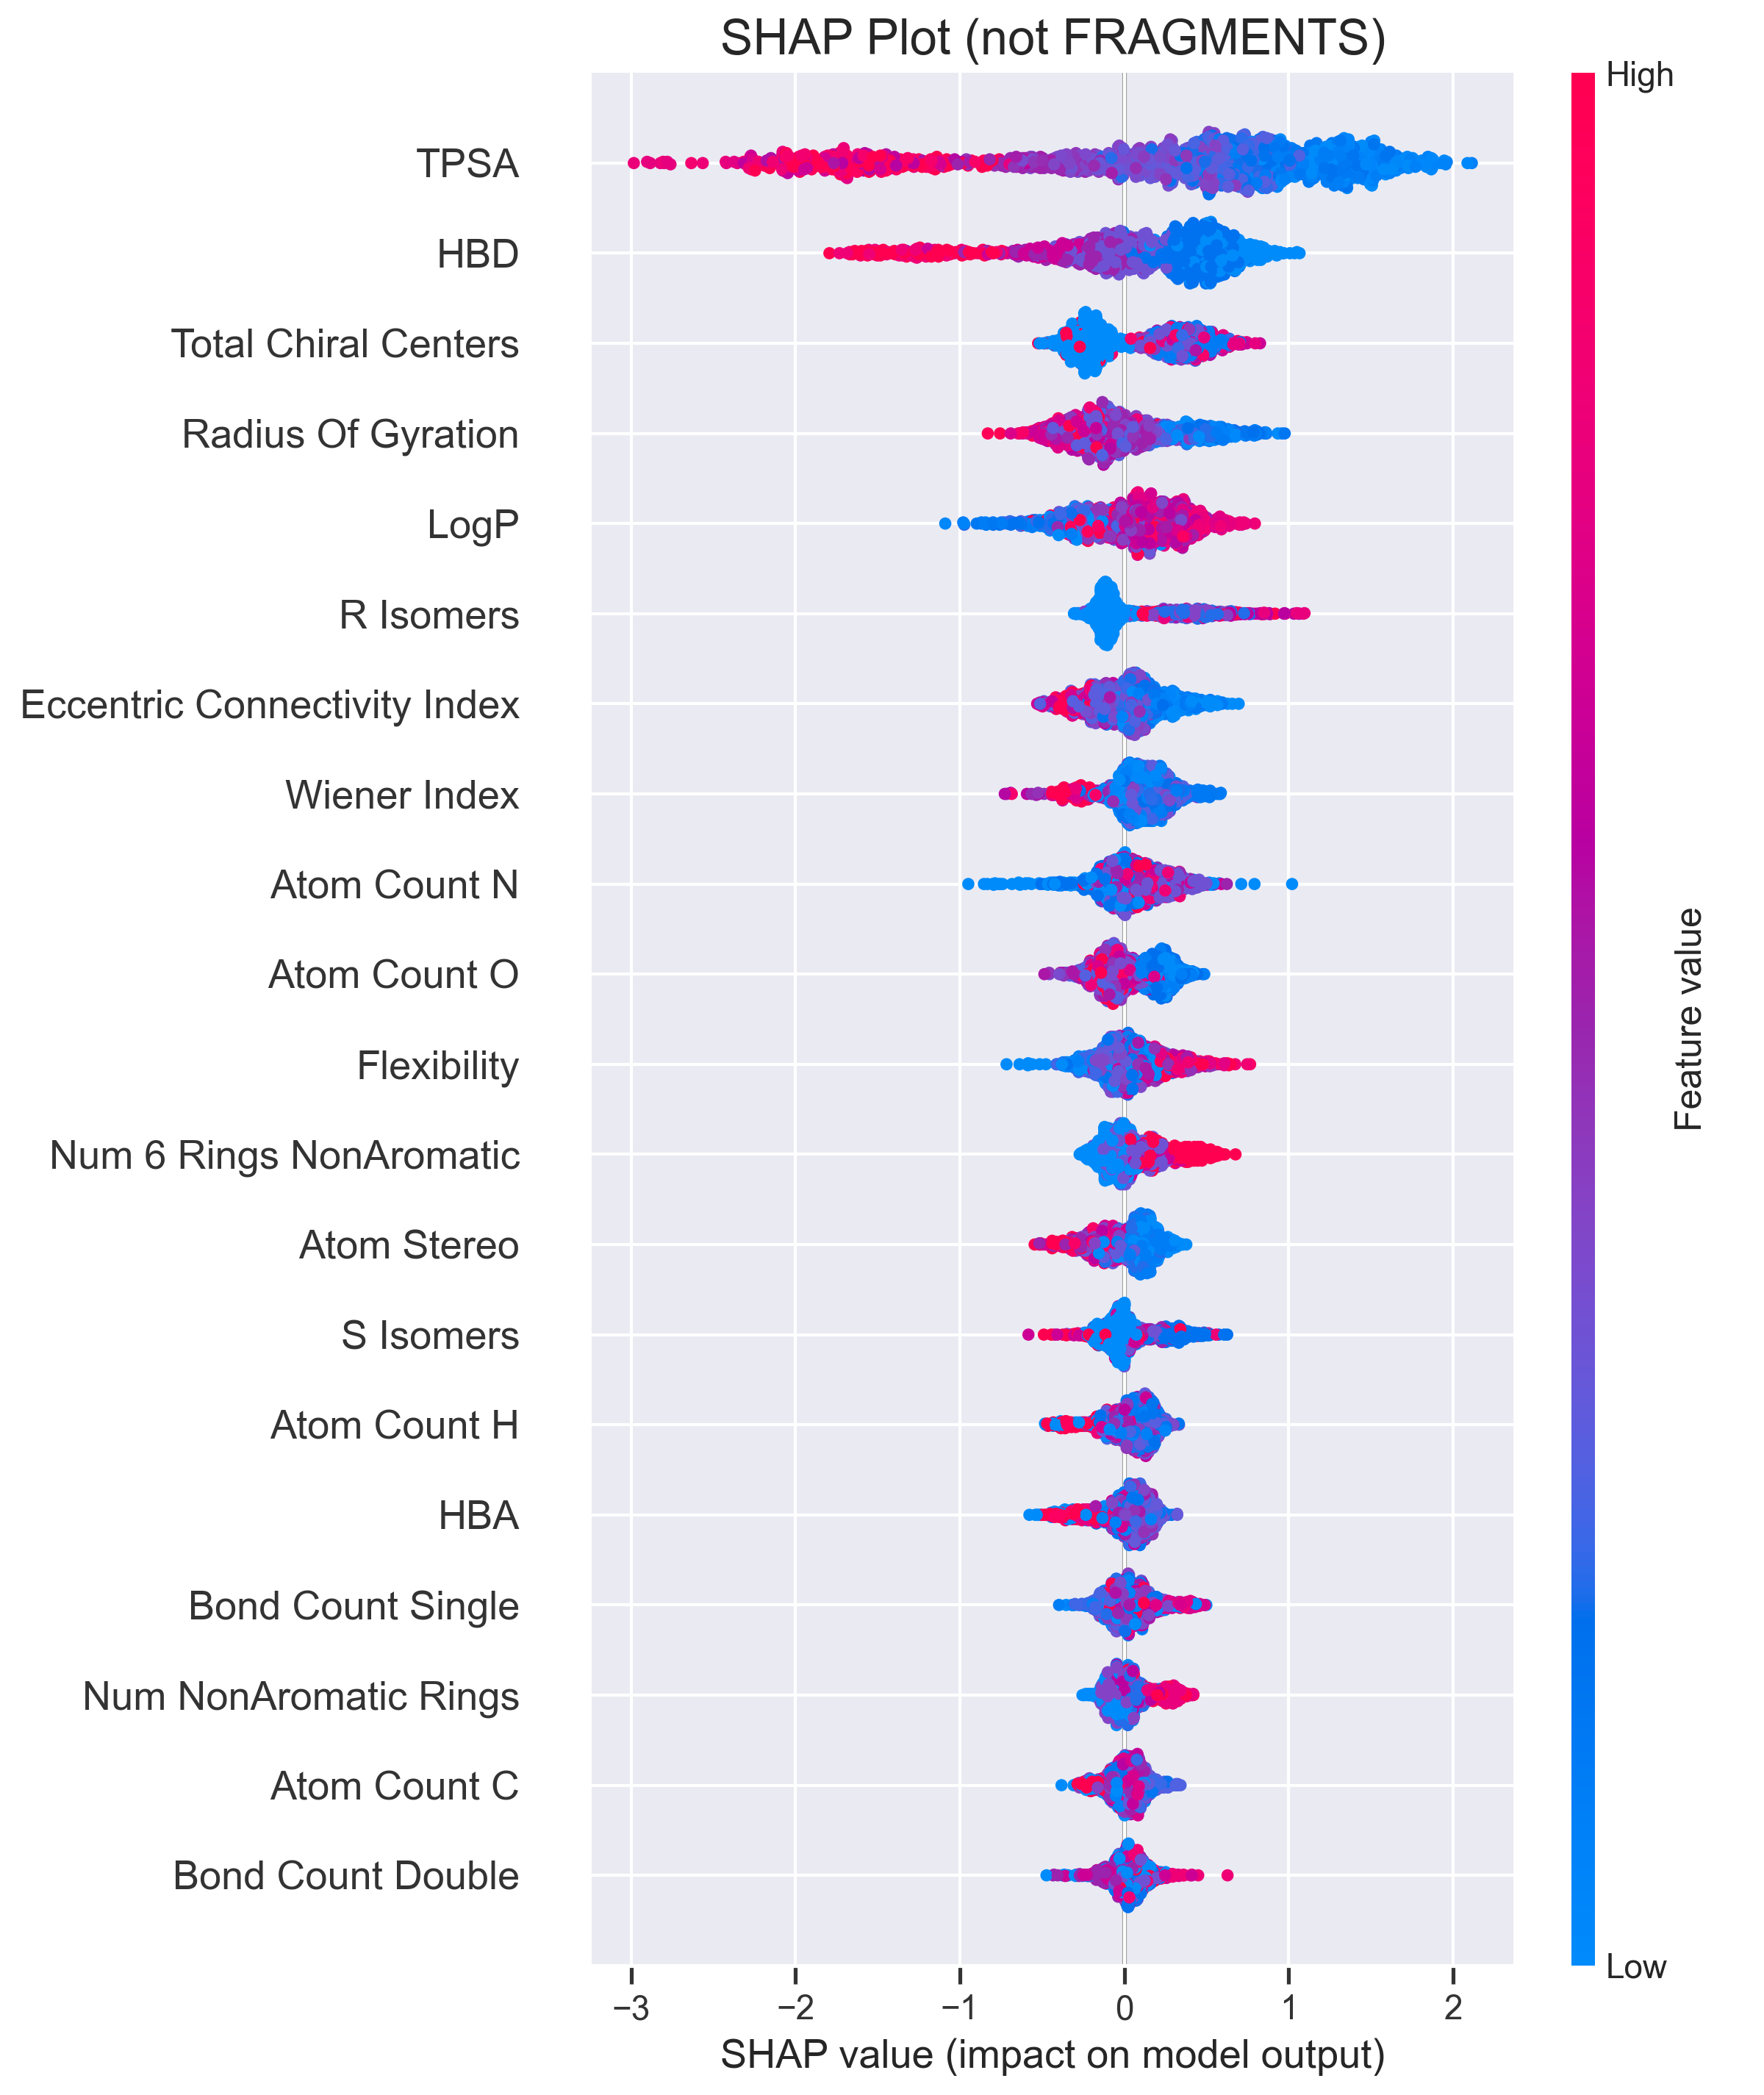 SHAP Plot (not FRAGMENTS)
High
TPSA
HBD
Total Chiral Centers
Radius Of Gyration
LogP
R Isomers
Eccentric Connectivity Index
Wiener Index
Atom Count N
Atom Count O
Flexibility
Num 6 Rings NonAromatic
Atom Stereo
S Isomers
Atom Count H
HBA
Bond Count Single
Num NonAromatic Rings
Atom Count C
Bond Count Double
Feature value
Low
−3 −2 −1 0 1 2
SHAP value (impact on model output)